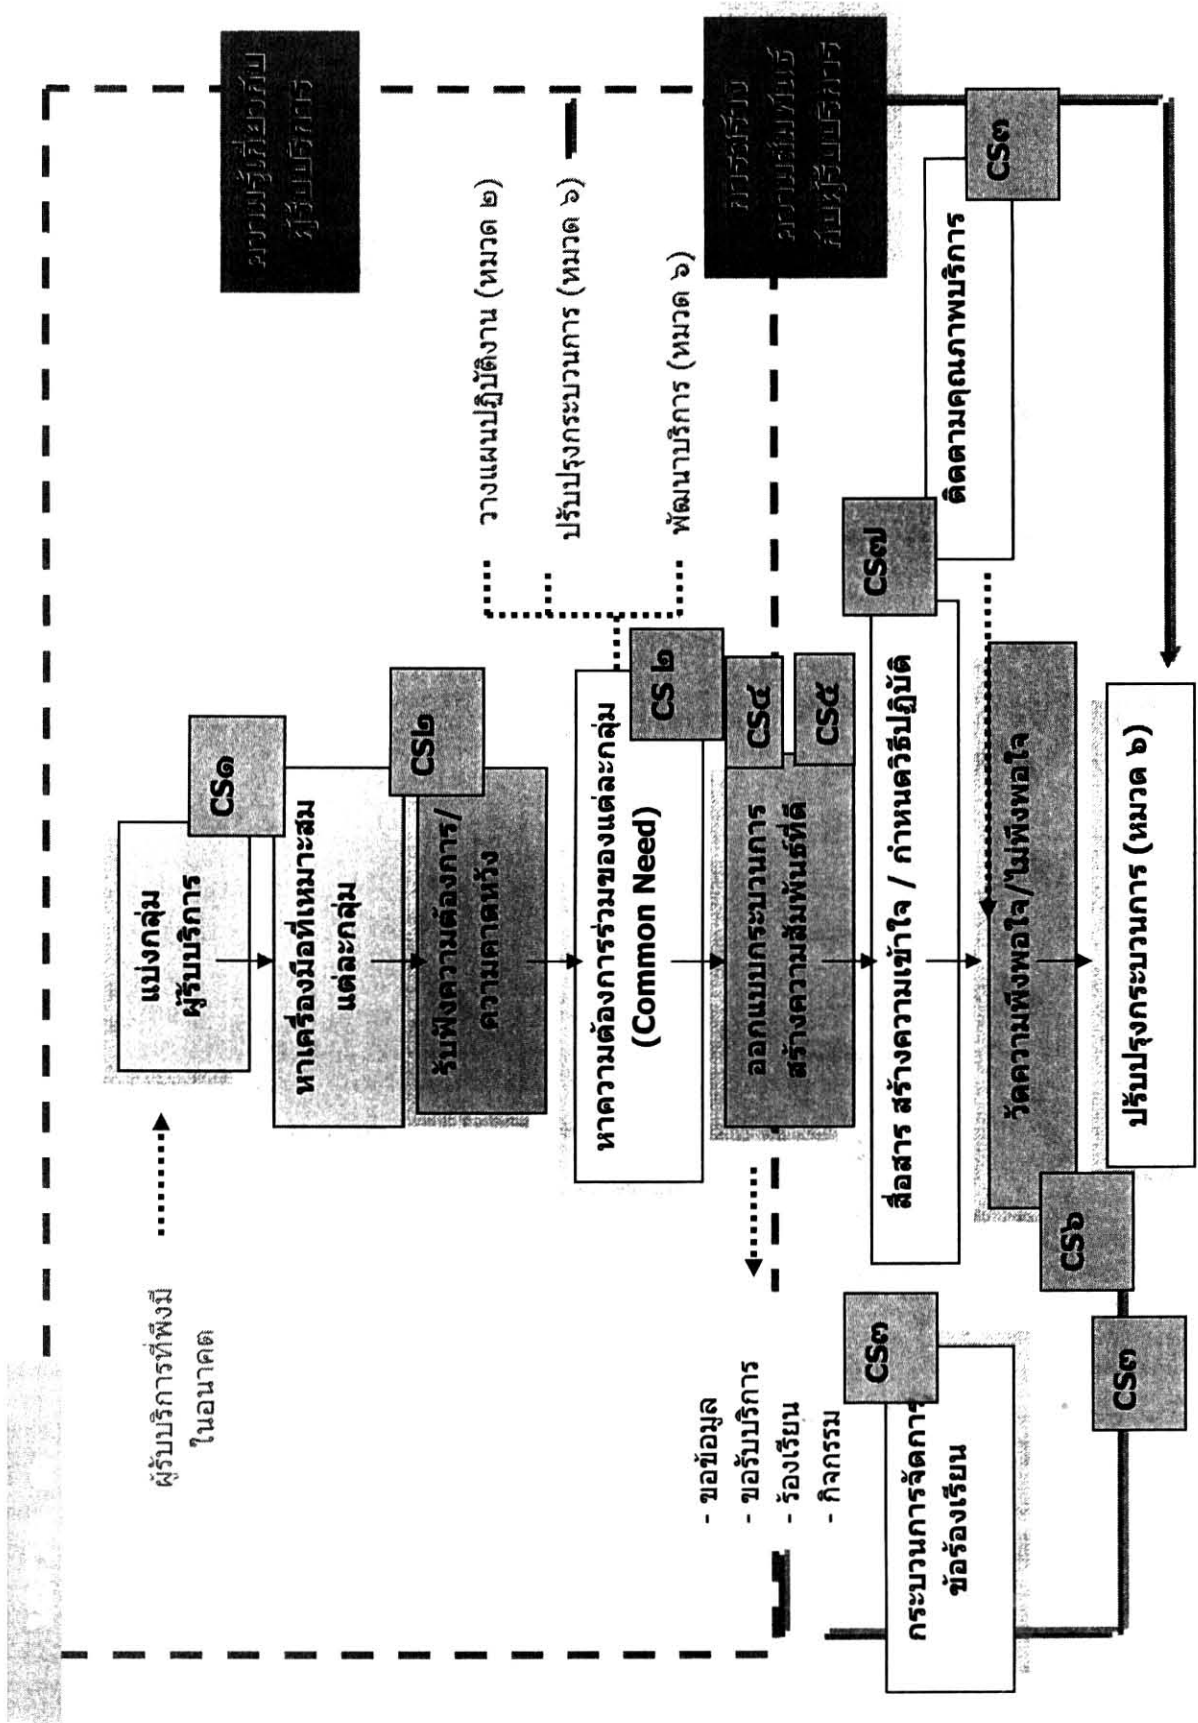 ความรู้เกี่ยวกับ
ผู้รับบริการ
แบ่งกลุ่ม
ผู้รับบริการ
CS๑
ผู้รับบริการที่พึงมี
ในอนาคต
หาเครื่องมือที่เหมาะสม
แต่ละกลุ่ม
CS๒
รับฟังความต้องการ/
ความคาดหวัง
วางแผนปฏิบัติงาน (หมวด ๒)
ปรับปรุงกระบวนการ (หมวด ๖)
พัฒนาบริการ (หมวด ๖)
หาความต้องการร่วมของแต่ละกลุ่ม
(Common Need)
CS ๒
การสร้าง
ความสัมพันธ์
กับผู้รับบริการ
ออกแบบกระบวนการ
สร้างความสัมพันธ์ที่ดี
CS๔
CS๕
- ขอข้อมูล
- ขอรับบริการ
- ร้องเรียน
- กิจกรรม
สื่อสาร สร้างความเข้าใจ / กำหนดวิธีปฏิบัติ
CS๗
กระบวนการจัดการ
ข้อร้องเรียน
CS๓
ติดตามคุณภาพบริการ
CS๓
วัดความพึงพอใจ/ไม่พึงพอใจ
CS๖
CS๓
ปรับปรุงกระบวนการ (หมวด ๖)